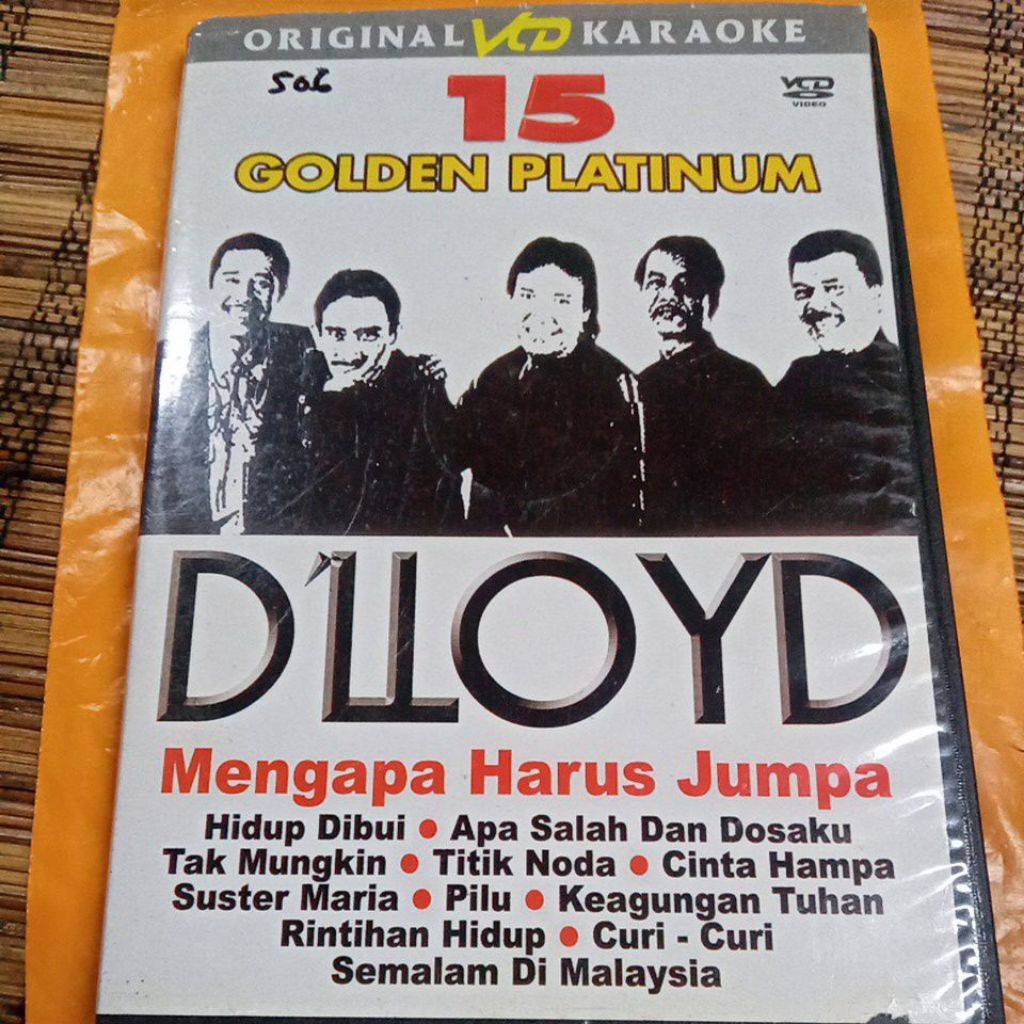 ORIGINAL VCD KARAOKE
506
VCD
VIDEO
15
GOLDEN PLATINUM
D'LLOYD
Mengapa Harus Jumpa
Hidup Dibui • Apa Salah Dan Dosaku
Tak Mungkin • Titik Noda • Cinta Hampa
Suster Maria • Pilu • Keagungan Tuhan
Rintihan Hidup • Curi - Curi
Semalam Di Malaysia